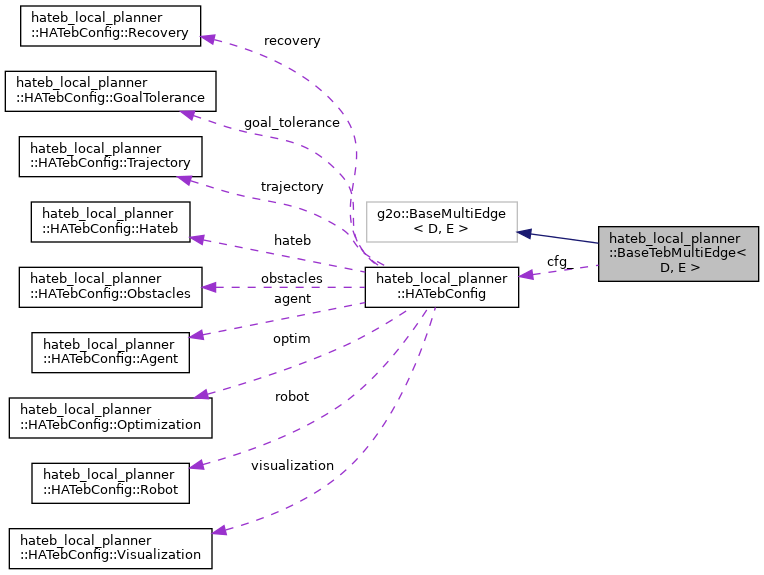 hateb_local_planner
::HATebConfig::Recovery
recovery
hateb_local_planner
::HATebConfig::GoalTolerance
goal_tolerance
hateb_local_planner
::HATebConfig::Trajectory
trajectory
hateb_local_planner
::HATebConfig::Hateb
hateb
g2o::BaseMultiEdge
< D, E >
hateb_local_planner
::BaseTebMultiEdge<
D, E >
cfg_
hateb_local_planner
::HATebConfig
hateb_local_planner
::HATebConfig::Obstacles
obstacles
agent
hateb_local_planner
::HATebConfig::Agent
optim
hateb_local_planner
::HATebConfig::Optimization
robot
hateb_local_planner
::HATebConfig::Robot
visualization
hateb_local_planner
::HATebConfig::Visualization